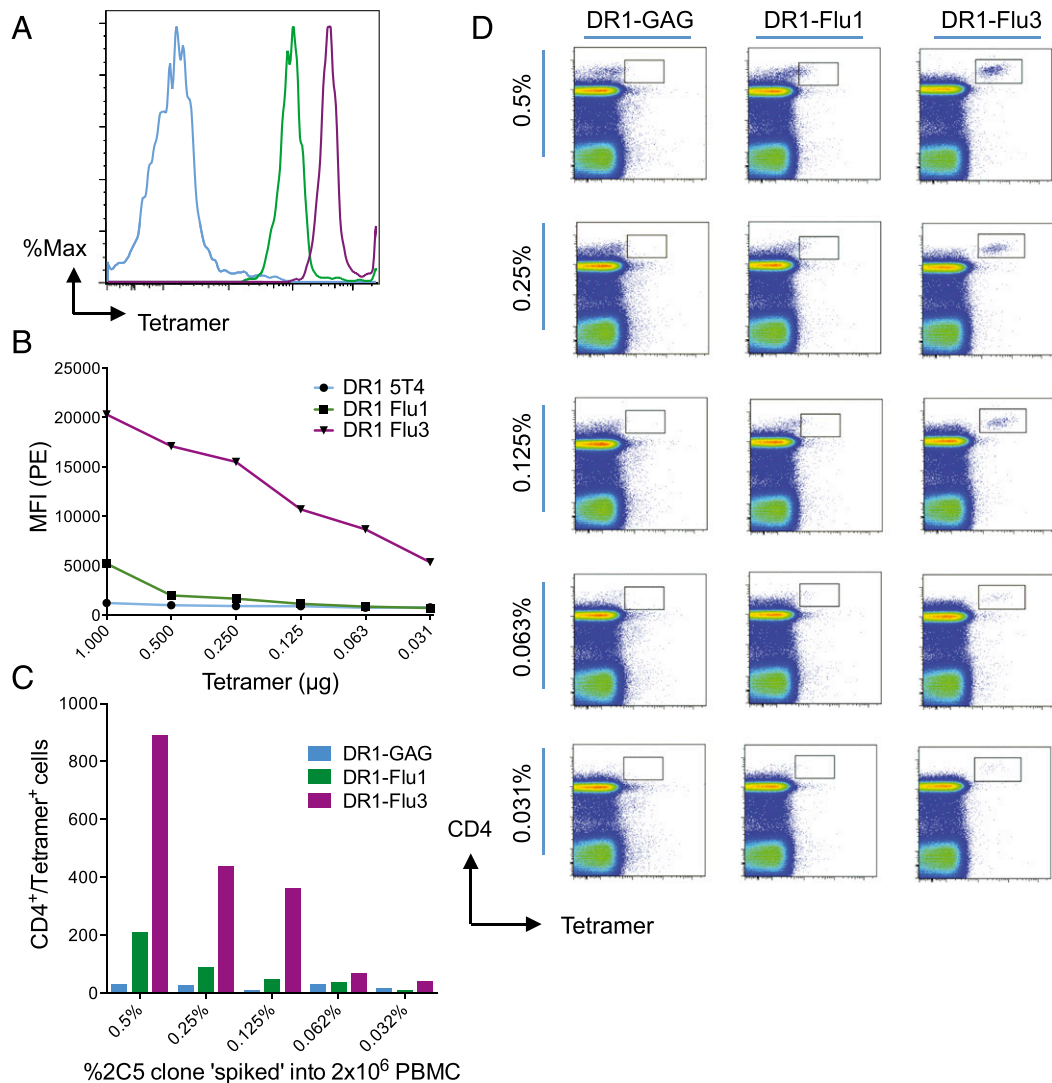 A
%Max
Tetramer
B
25000
20000
15000
10000
5000
0
MFI (PE)
DR1 5T4
DR1 Flu1
DR1 Flu3
1.000
0.500
0.250
0.125
0.063
0.031
Tetramer (µg)
C
1000
800
600
400
200
0
CD4⁺/Tetramer⁺ cells
DR1-GAG
DR1-Flu1
DR1-Flu3
0.5%
0.25%
0.125%
0.062%
0.032%
%2C5 clone 'spiked' into 2x10⁶ PBMC
D
DR1-GAG
DR1-Flu1
DR1-Flu3
0.5%
0.25%
0.125%
0.063%
0.031%
CD4
Tetramer